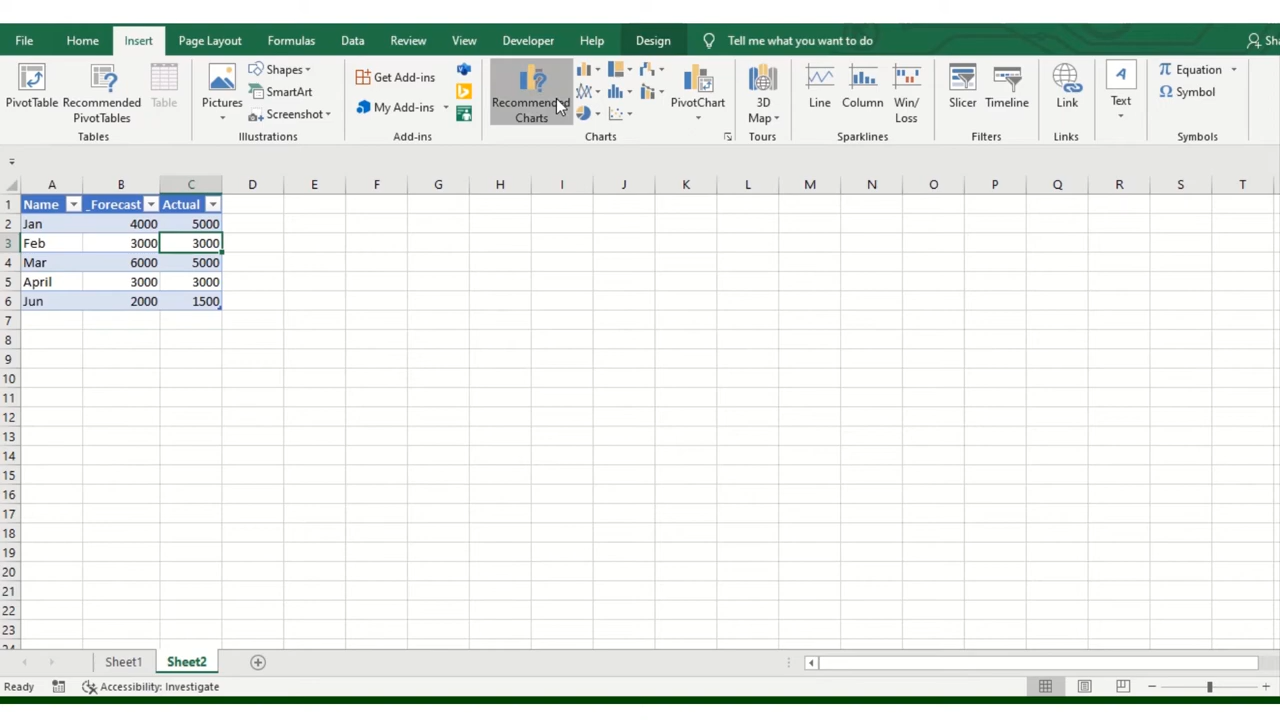 File Home Insert Page Layout Formulas Data Review View Developer Help Design Tell me what you want to do
PivotTable Recommended PivotTables Table
Tables
Pictures Shapes SmartArt Screenshot
Illustrations
Get Add-ins
My Add-ins
Add-ins
Recommended Charts
Charts
PivotChart
3D Map
Tours
Line Column Win/ Loss
Sparklines
Slicer Timeline
Filters
Link
Links
Text
Equation
Symbol
Symbols
A B C D E F G H I J K L M N O P Q R S T
1 Name _Forecast Actual
2 Jan 4000 5000
3 Feb 3000 3000
4 Mar 6000 5000
5 April 3000 3000
6 Jun 2000 1500
7
8
9
10
11
12
13
14
15
16
17
18
19
20
21
22
23
Sheet1 Sheet2
Ready Accessibility: Investigate